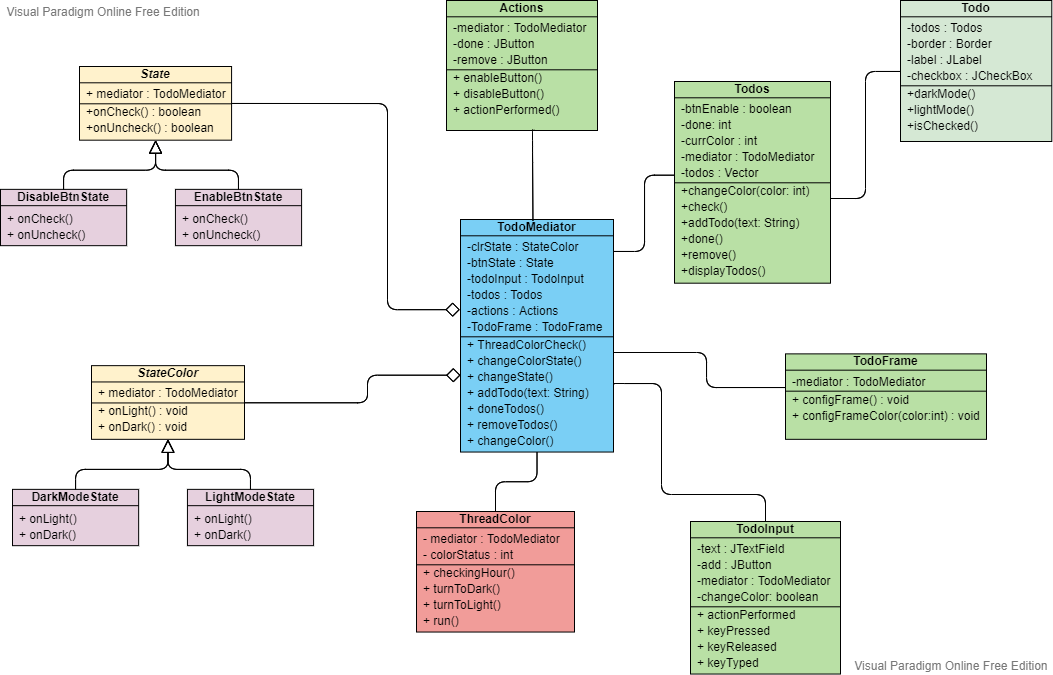 Visual Paradigm Online Free Edition
Actions
-mediator : TodoMediator
-done : JButton
-remove : JButton
+ enableButton()
+ disableButton()
+ actionPerformed()
Todo
-todos : Todos
-border : Border
-label : JLabel
-checkbox : JCheckBox
+darkMode()
+lightMode()
+isChecked()
State
+ mediator : TodoMediator
+onCheck() : boolean
+onUncheck() : boolean
Todos
-btnEnable : boolean
-done: int
-currColor : int
-mediator : TodoMediator
-todos : Vector
+changeColor(color: int)
+check()
+addTodo(text: String)
+done()
+remove()
+displayTodos()
DisableBtnState
+ onCheck()
+ onUncheck()
EnableBtnState
+ onCheck()
+ onUncheck()
TodoMediator
-clrState : StateColor
-btnState : State
-todoInput : TodoInput
-todos : Todos
-actions : Actions
-TodoFrame : TodoFrame
+ ThreadColorCheck()
+ changeColorState()
+ changeState()
+ addTodo(text: String)
+ doneTodos()
+ removeTodos()
+ changeColor()
StateColor
+ mediator : TodoMediator
+ onLight() : void
+ onDark() : void
TodoFrame
-mediator : TodoMediator
+ configFrame() : void
+ configFrameColor(color:int) : void
DarkModeState
+ onLight()
+ onDark()
LightModeState
+ onLight()
+ onDark()
ThreadColor
- mediator : TodoMediator
- colorStatus : int
+ checkingHour()
+ turnToDark()
+ turnToLight()
+ run()
TodoInput
-text : JTextField
-add : JButton
-mediator : TodoMediator
-changeColor: boolean
+ actionPerformed
+ keyPressed
+ keyReleased
+ keyTyped
Visual Paradigm Online Free Edition